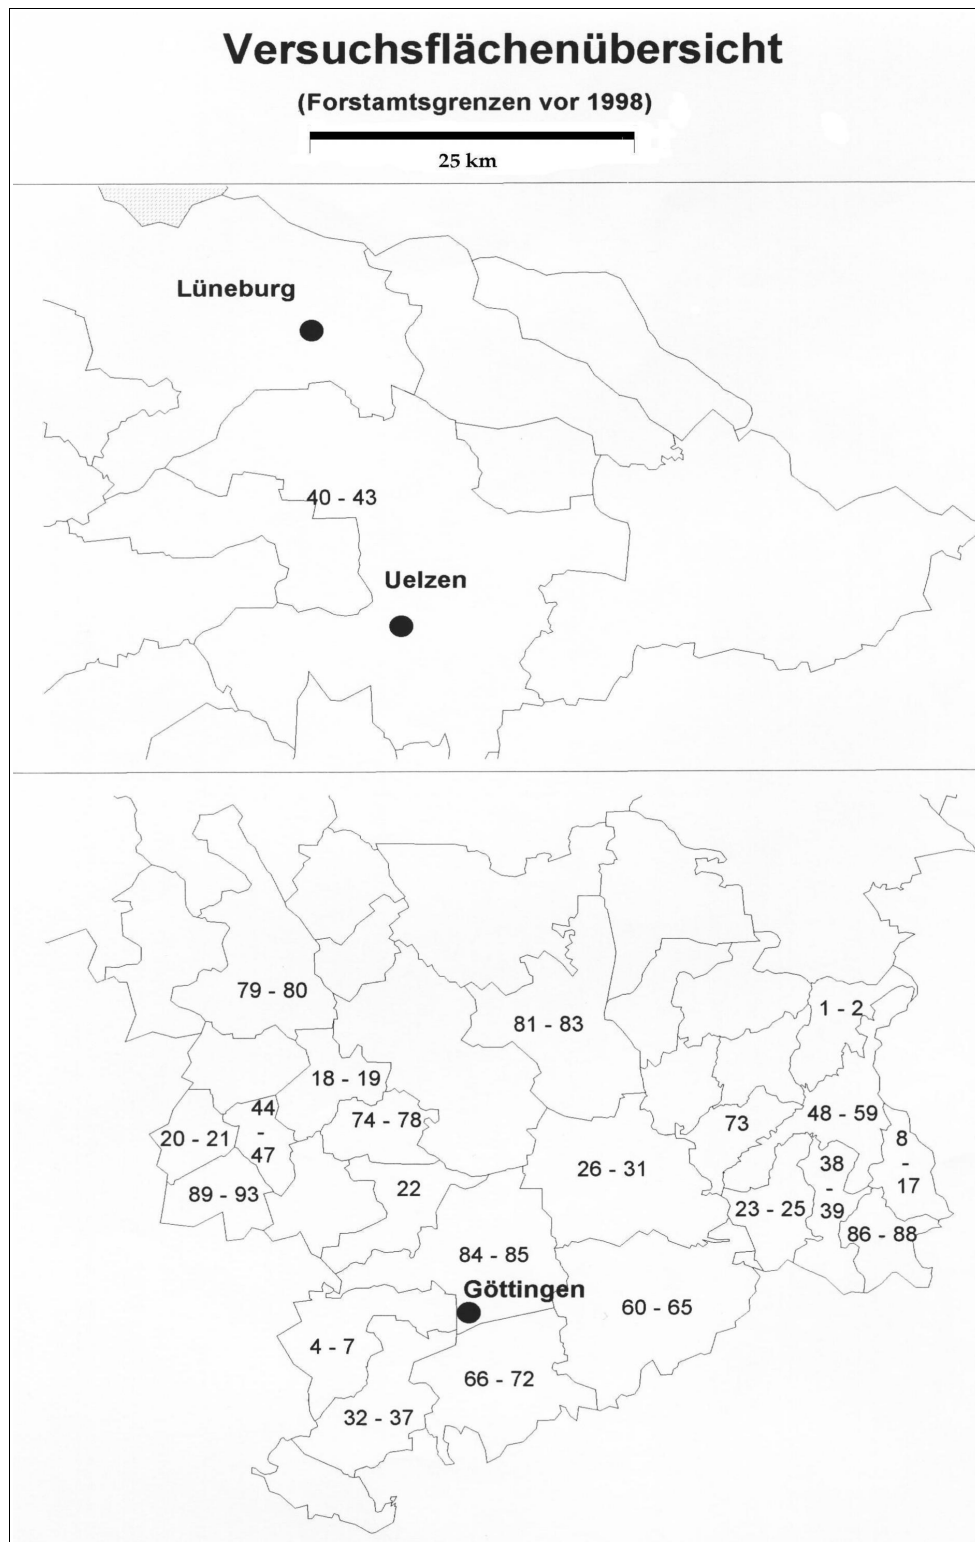 Versuchsflächenübersicht
(Forstamtsgrenzen vor 1998)
25 km
Lüneburg
40 - 43
Uelzen
79 - 80
1 - 2
81 - 83
18 - 19
44
-
47
74 - 78
48 - 59
73
20 - 21
8
-
17
26 - 31
38
-
39
89 - 93
22
23 - 25
86 - 88
84 - 85
Göttingen
60 - 65
4 - 7
66 - 72
32 - 37